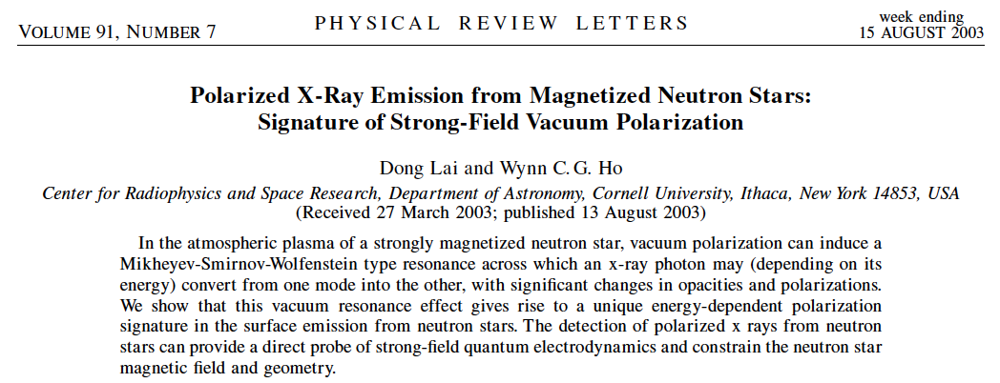 VOLUME 91, NUMBER 7
PHYSICAL REVIEW LETTERS
week ending
15 AUGUST 2003
Polarized X-Ray Emission from Magnetized Neutron Stars:
Signature of Strong-Field Vacuum Polarization
Dong Lai and Wynn C. G. Ho
Center for Radiophysics and Space Research, Department of Astronomy, Cornell University, Ithaca, New York 14853, USA
(Received 27 March 2003; published 13 August 2003)
In the atmospheric plasma of a strongly magnetized neutron star, vacuum polarization can induce a
Mikheyev-Smirnov-Wolfenstein type resonance across which an x-ray photon may (depending on its
energy) convert from one mode into the other, with significant changes in opacities and polarizations.
We show that this vacuum resonance effect gives rise to a unique energy-dependent polarization
signature in the surface emission from neutron stars. The detection of polarized x rays from neutron
stars can provide a direct probe of strong-field quantum electrodynamics and constrain the neutron star
magnetic field and geometry.